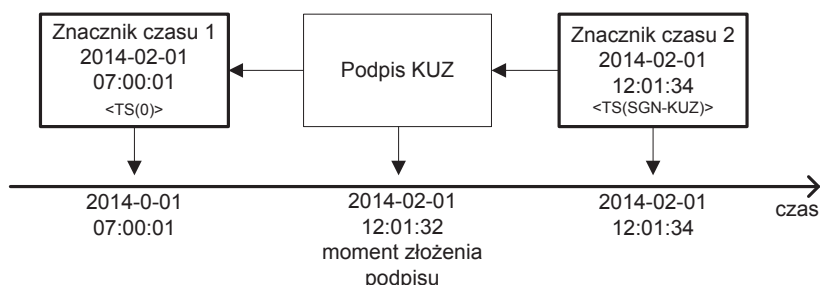 Znacznik czasu 1
2014-02-01
07:00:01
<TS(0)>
Podpis KUZ
Znacznik czasu 2
2014-02-01
12:01:34
<TS(SGN-KUZ)>
2014-0-01
07:00:01
2014-02-01
12:01:32
moment złożenia
podpisu
2014-02-01
12:01:34
czas